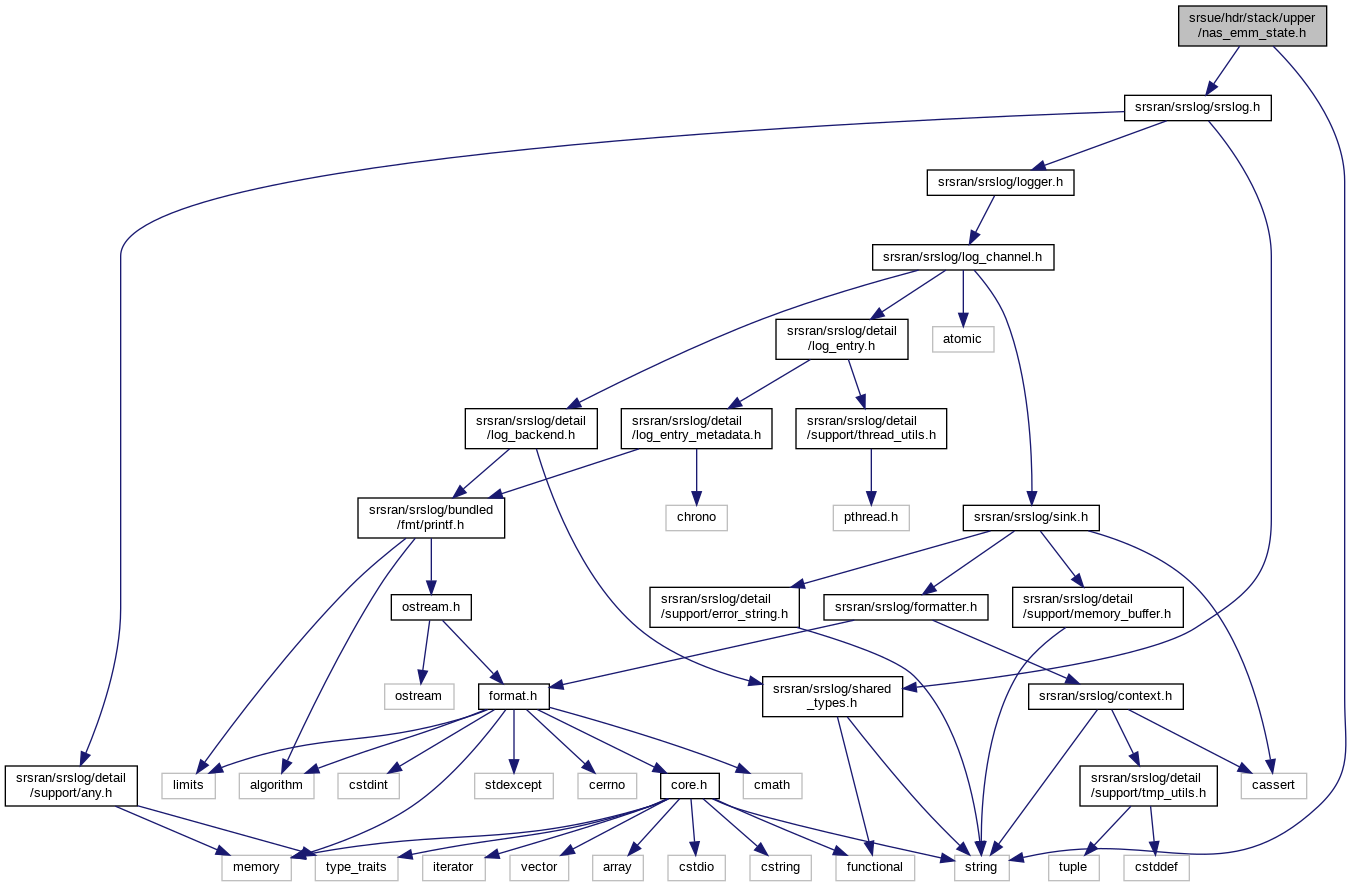 srsue/hdr/stack/upper
/nas_emm_state.h
srsran/srslog/srslog.h
srsran/srslog/logger.h
srsran/srslog/log_channel.h
srsran/srslog/detail
/log_entry.h
atomic
srsran/srslog/detail
/log_backend.h
srsran/srslog/detail
/log_entry_metadata.h
srsran/srslog/detail
/support/thread_utils.h
srsran/srslog/bundled
/fmt/printf.h
chrono
pthread.h
srsran/srslog/sink.h
ostream.h
srsran/srslog/detail
/support/error_string.h
srsran/srslog/formatter.h
srsran/srslog/detail
/support/memory_buffer.h
ostream
format.h
srsran/srslog/shared
_types.h
srsran/srslog/context.h
srsran/srslog/detail
/support/any.h
limits
algorithm
cstdint
stdexcept
cerrno
core.h
cmath
srsran/srslog/detail
/support/tmp_utils.h
cassert
memory
type_traits
iterator
vector
array
cstdio
cstring
functional
string
tuple
cstddef